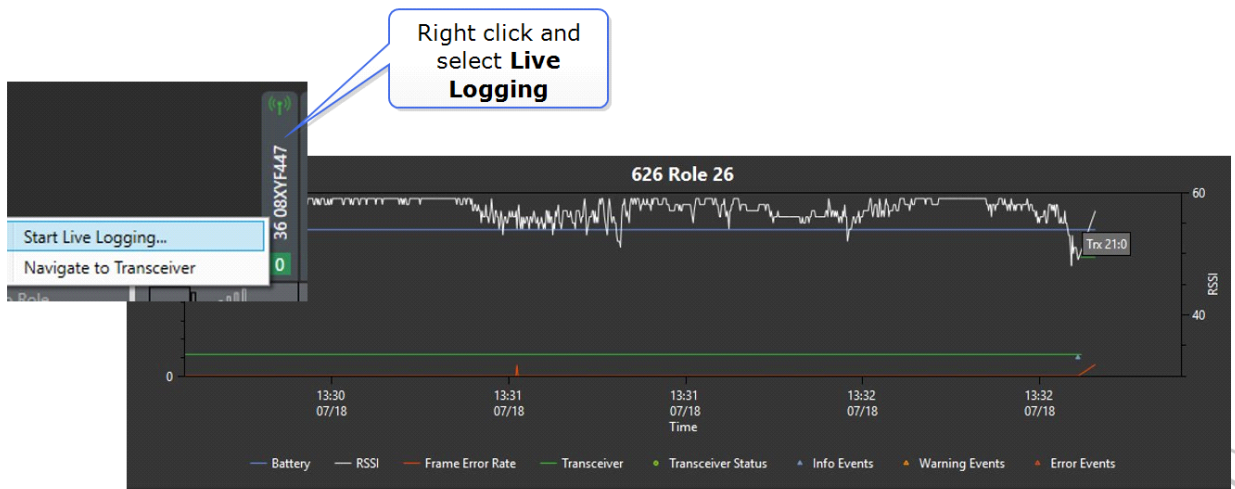 Right click and
select Live
Logging
36 08XYF447
0
Start Live Logging...
Navigate to Transceiver
Role
626 Role 26
60
40
RSSI
Trx 21:0
0
13:30
07/18
13:31
07/18
13:31
07/18
13:32
07/18
13:32
07/18
Time
Battery
RSSI
Frame Error Rate
Transceiver
Transceiver Status
Info Events
Warning Events
Error Events